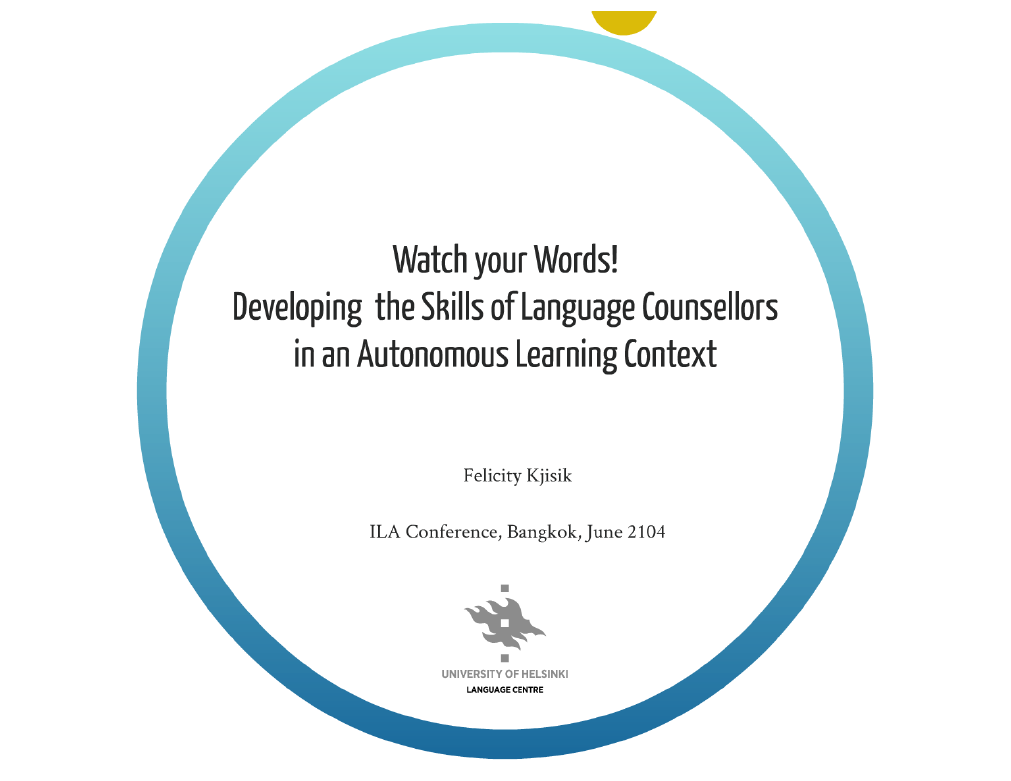 Watch your Words!
Developing the Skills of Language Counsellors
in an Autonomous Learning Context
Felicity Kjisik
ILA Conference, Bangkok, June 2104
UNIVERSITY OF HELSINKI
LANGUAGE CENTRE